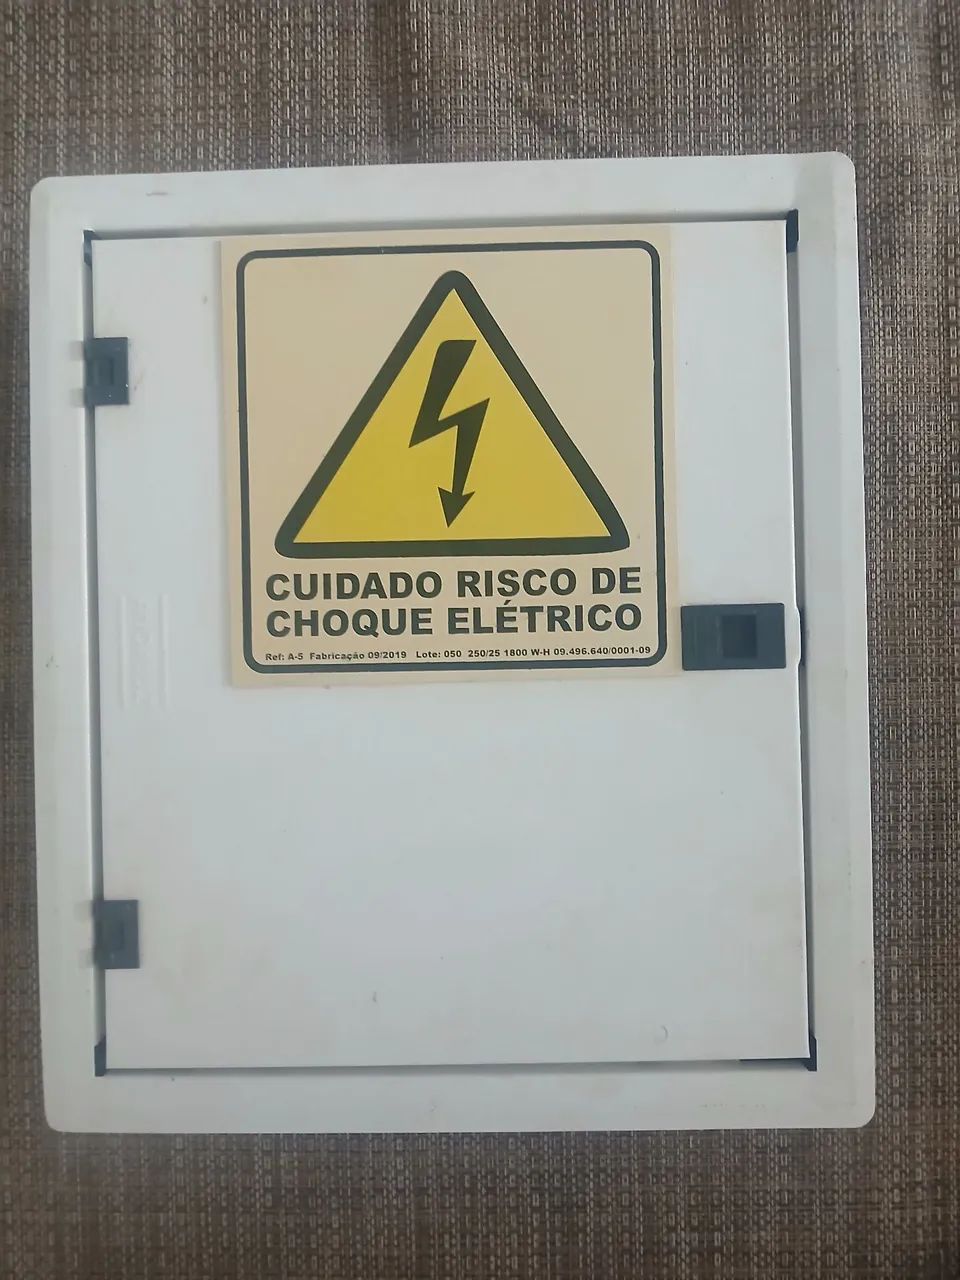 CUIDADO RISCO DE
CHOQUE ELÉTRICO
Ref: A-5 Fabricação 09/2019 Lote: 050 250/25 1800 W-H 09.496.640/0001-09